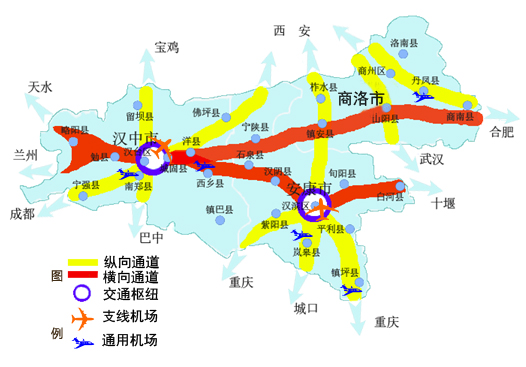 西 安
宝鸡
洛南县
商州区
丹凤县
天水
柞水县
商洛市
留坝县
佛坪县
山阳县
商南县
略阳县
汉中市
宁陕县
镇安县
合肥
洋县
兰州
勉县
城固县
石泉县
武汉
宁强县
南郑县
西乡县
汉阴县
安康市
旬阳县
成都
汉滨区
白河县
十堰
镇巴县
紫阳县
平利县
巴中
岚皋县
镇坪县
重庆
城口
重庆
图
例
纵向通道
横向通道
交通枢纽
支线机场
通用机场